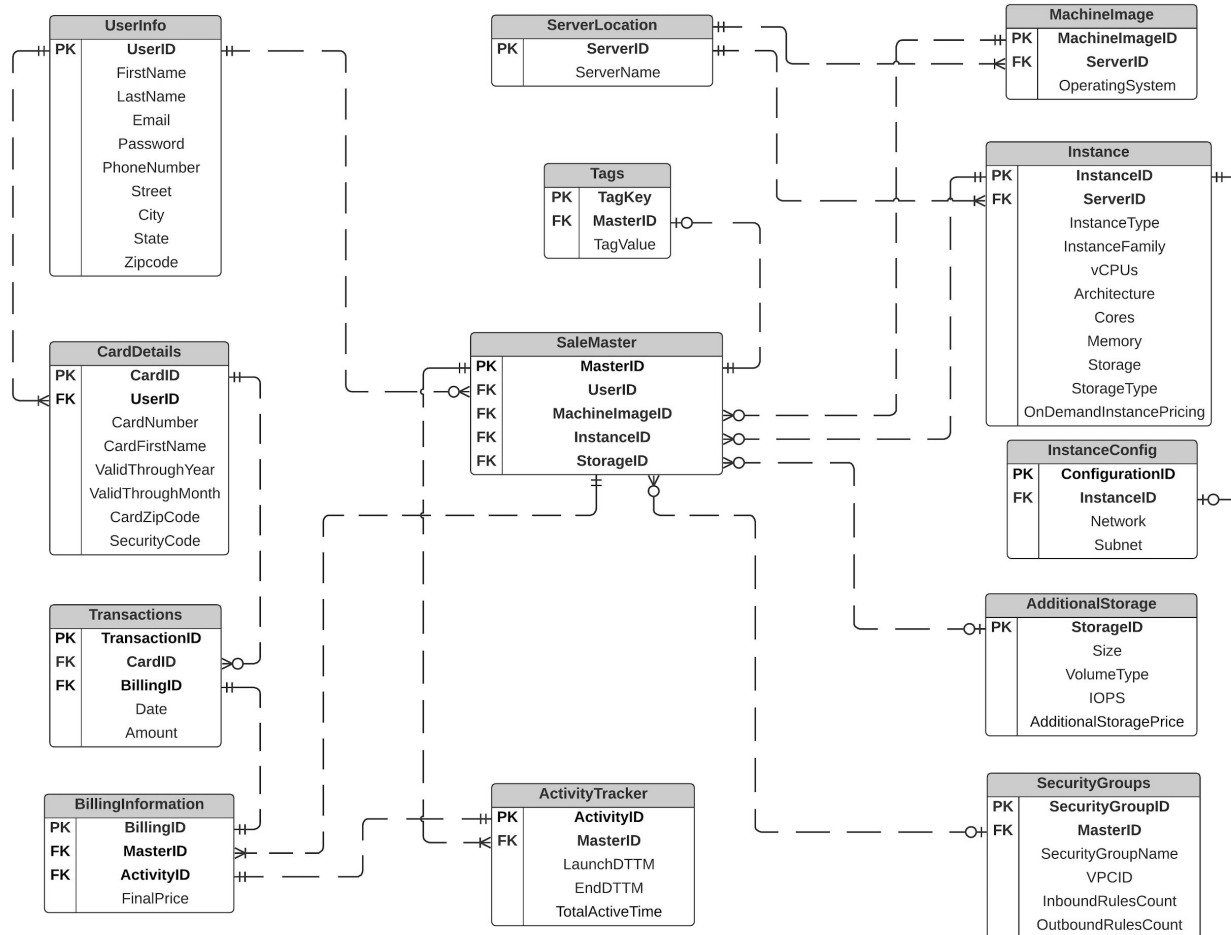 UserInfo
PK UserID
FirstName
LastName
Email
Password
PhoneNumber
Street
City
State
Zipcode
ServerLocation
PK ServerID
ServerName
MachineImage
PK MachineImageID
FK ServerID
OperatingSystem
Tags
PK TagKey
FK MasterID
TagValue
Instance
PK InstanceID
FK ServerID
InstanceType
InstanceFamily
vCPUs
Architecture
Cores
Memory
Storage
StorageType
OnDemandInstancePricing
CardDetails
PK CardID
FK UserID
CardNumber
CardFirstName
ValidThroughYear
ValidThroughMonth
CardZipCode
SecurityCode
SaleMaster
PK MasterID
FK UserID
FK MachineImageID
FK InstanceID
FK StorageID
InstanceConfig
PK ConfigurationID
FK InstanceID
Network
Subnet
Transactions
PK TransactionID
FK CardID
FK BillingID
Date
Amount
AdditionalStorage
PK StorageID
Size
VolumeType
IOPS
AdditionalStoragePrice
BillingInformation
PK BillingID
FK MasterID
FK ActivityID
FinalPrice
ActivityTracker
PK ActivityID
FK MasterID
LaunchDTTM
EndDTTM
TotalActiveTime
SecurityGroups
PK SecurityGroupID
FK MasterID
SecurityGroupName
VPCID
InboundRulesCount
OutboundRulesCount